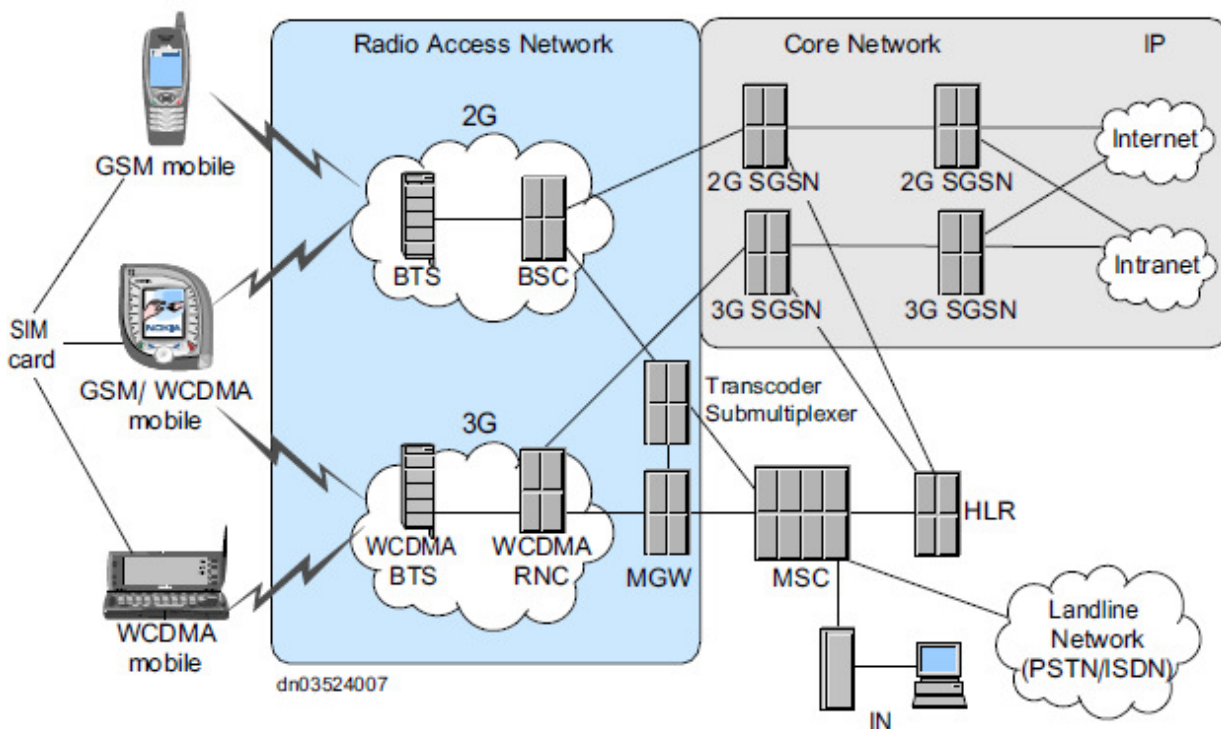 Radio Access Network
Core Network
IP
2G
GSM mobile
Internet
2G SGSN
2G SGSN
BTS
BSC
Intranet
3G SGSN
3G SGSN
NOKIA
SIM
card
GSM/ WCDMA
mobile
Transcoder
Submultiplexer
3G
HLR
WCDMA
BTS
WCDMA
RNC
MGW
MSC
WCDMA
mobile
Landline
Network
(PSTN/ISDN)
dn03524007
IN